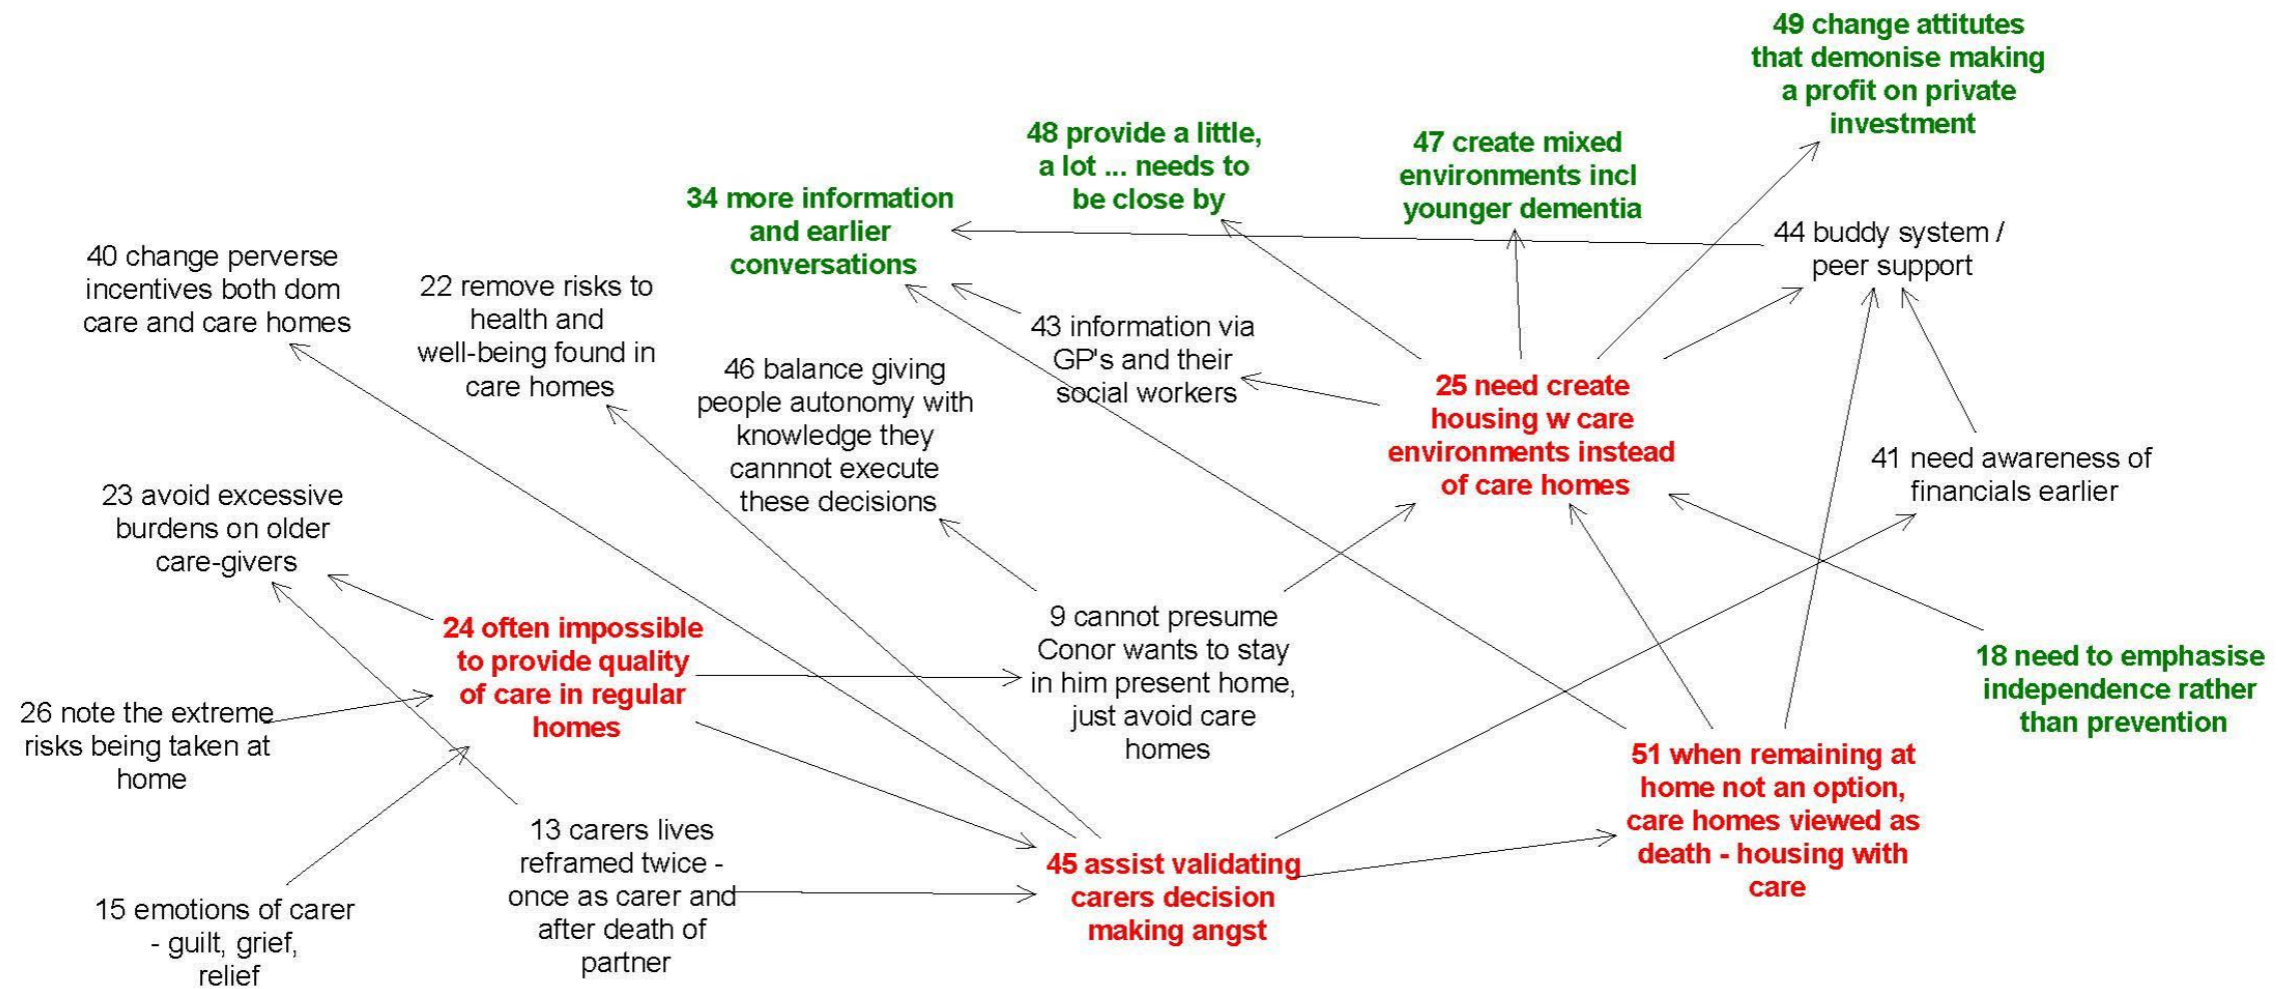 49 change attitutes
that demonise making
a profit on private
investment
48 provide a little,
a lot ... needs to
be close by
47 create mixed
environments incl
younger dementia
34 more information
and earlier
conversations
44 buddy system /
peer support
40 change perverse
incentives both dom
care and care homes
22 remove risks to
health and
well-being found in
care homes
43 information via
GP's and their
social workers
46 balance giving
people autonomy with
knowledge they
cannnot execute
these decisions
25 need create
housing w care
environments instead
of care homes
41 need awareness of
financials earlier
23 avoid excessive
burdens on older
care-givers
24 often impossible
to provide quality
of care in regular
homes
9 cannot presume
Conor wants to stay
in him present home,
just avoid care
homes
18 need to emphasise
independence rather
than prevention
26 note the extreme
risks being taken at
home
51 when remaining at
home not an option,
care homes viewed as
death - housing with
care
13 carers lives
reframed twice -
once as carer and
after death of
partner
45 assist validating
carers decision
making angst
15 emotions of carer
- guilt, grief,
relief